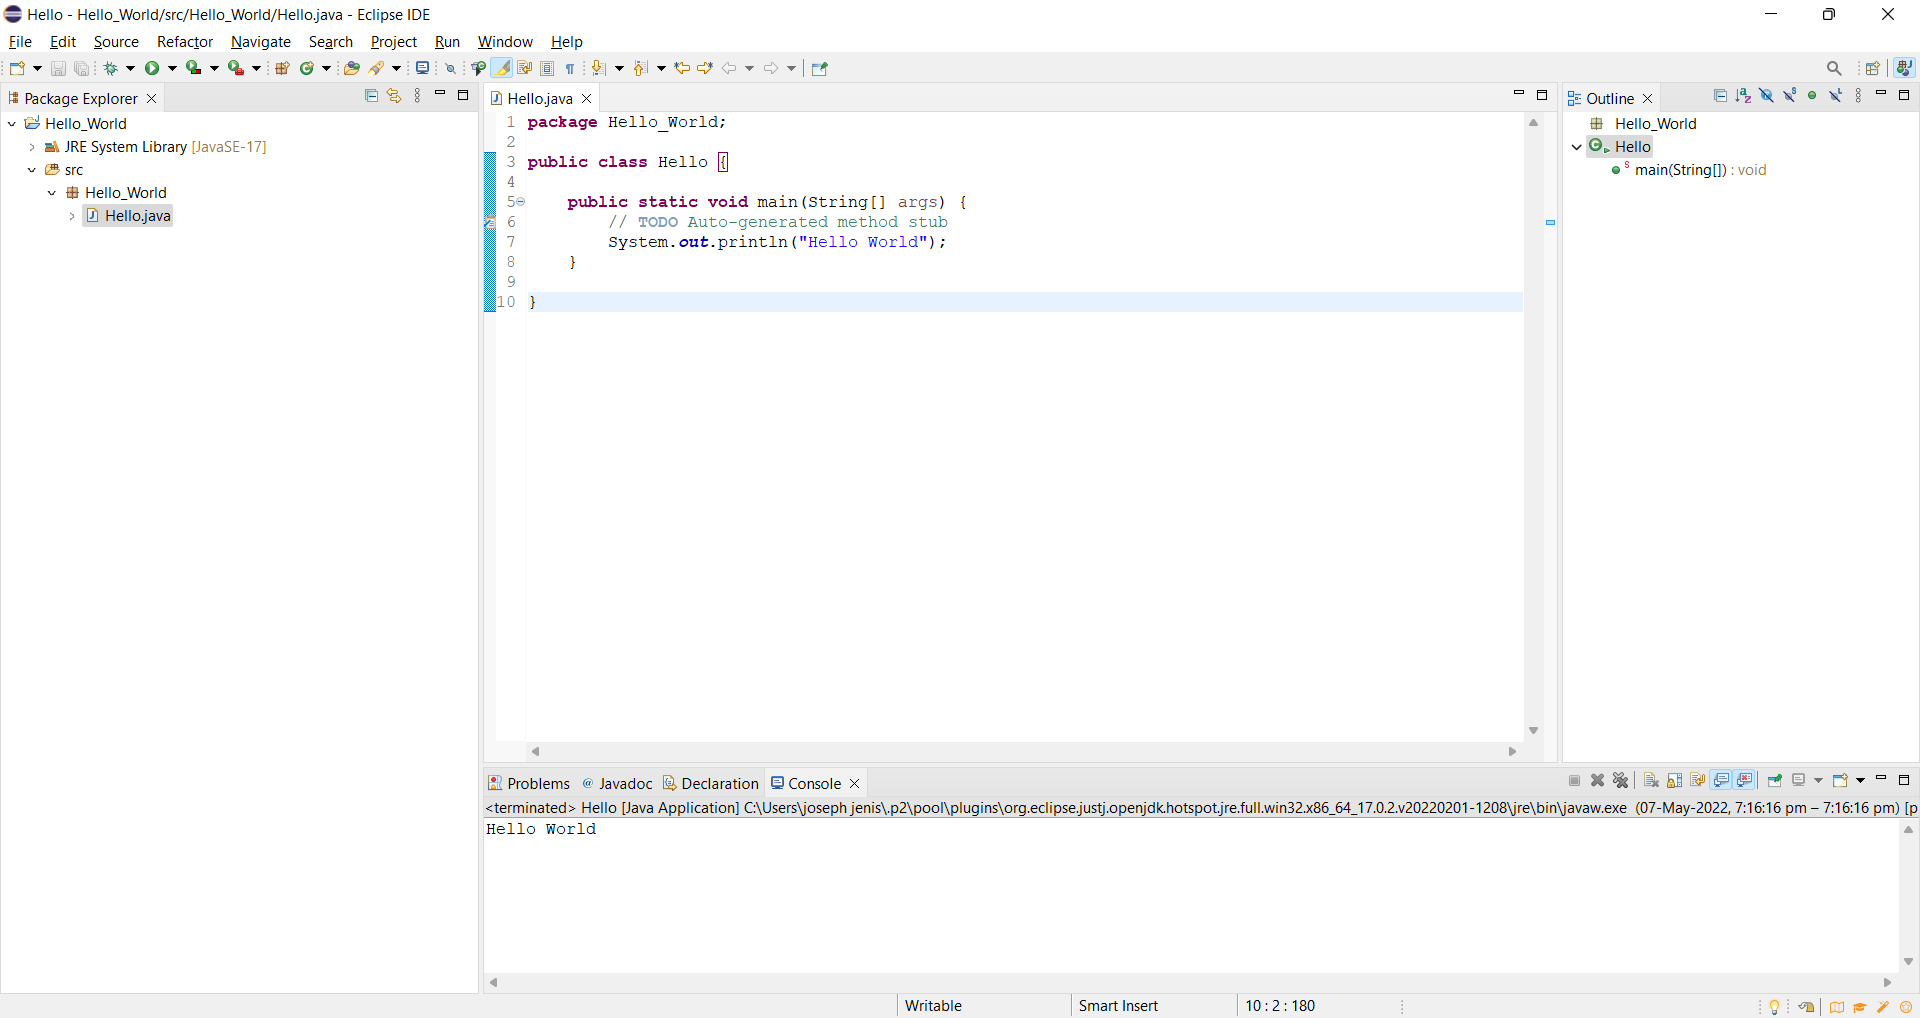 Hello - Hello_World/src/Hello_World/Hello.java - Eclipse IDE
File Edit Source Refactor Navigate Search Project Run Window Help
Package Explorer
Hello_World
JRE System Library [JavaSE-17]
src
Hello_World
Hello.java
Hello.java
1 package Hello_World;
2
3 public class Hello {
4
5 public static void main(String[] args) {
6 // TODO Auto-generated method stub
7 System.out.println("Hello World");
8 }
9
10 }
Outline
Hello_World
Hello
main(String[]) : void
Problems Javadoc Declaration Console
<terminated> Hello [Java Application] C:\Users\joseph jenis\.p2\pool\plugins\org.eclipse.justj.openjdk.hotspot.jre.full.win32.x86_64_17.0.2.v20220201-1208\jre\bin\javaw.exe (07-May-2022, 7:16:16 pm – 7:16:16 pm) [p
Hello World
Writable Smart Insert 10 : 2 : 180